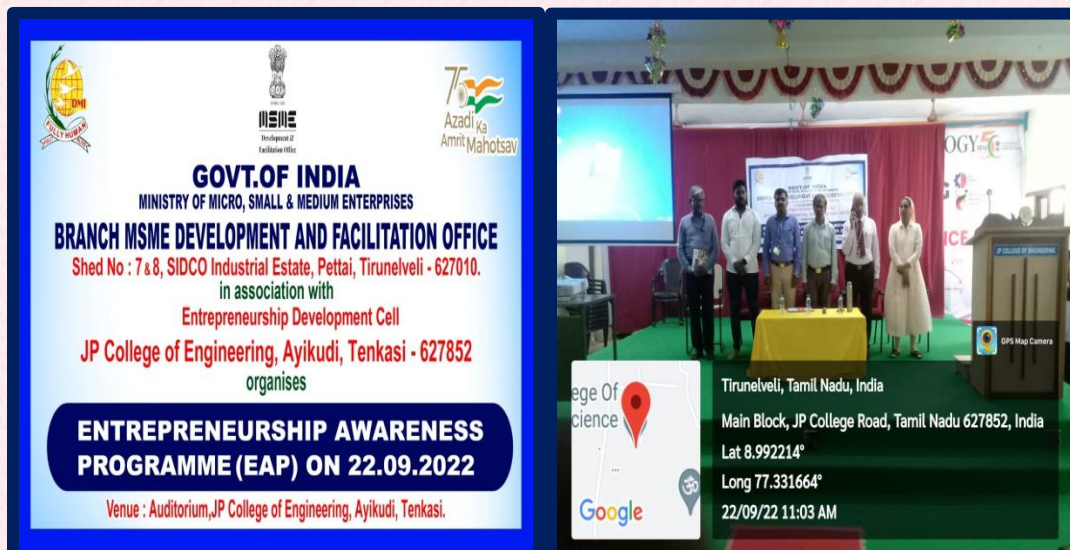 DMI
FULLY HUMAN
MSME
Development &
Facilitation Office
75
Azadi Ka
Amrit Mahotsav
GOVT.OF INDIA
MINISTRY OF MICRO, SMALL & MEDIUM ENTERPRISES
BRANCH MSME DEVELOPMENT AND FACILITATION OFFICE
Shed No : 7 & 8, SIDCO Industrial Estate, Pettai, Tirunelveli - 627010.
in association with
Entrepreneurship Development Cell
JP College of Engineering, Ayikudi, Tenkasi - 627852
organises
ENTREPRENEURSHIP AWARENESS
PROGRAMME (EAP) ON 22.09.2022
Venue : Auditorium,JP College of Engineering, Ayikudi, Tenkasi.
OGY 50
GOVT.OF INDIA
JP COLLEGE OF ENGINEERING
GPS Map Camera
ege Of
cience
Google
Tirunelveli, Tamil Nadu, India
Main Block, JP College Road, Tamil Nadu 627852, India
Lat 8.992214°
Long 77.331664°
22/09/22 11:03 AM